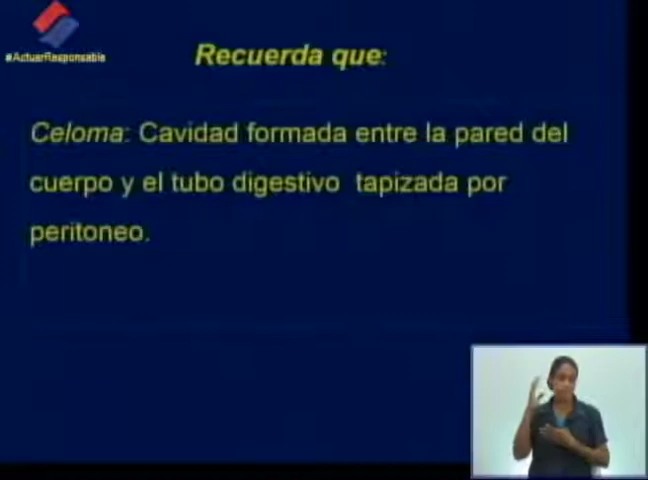 #ActuarResponsable
Recuerda que:
Celoma: Cavidad formada entre la pared del
cuerpo y el tubo digestivo tapizada por
peritoneo.